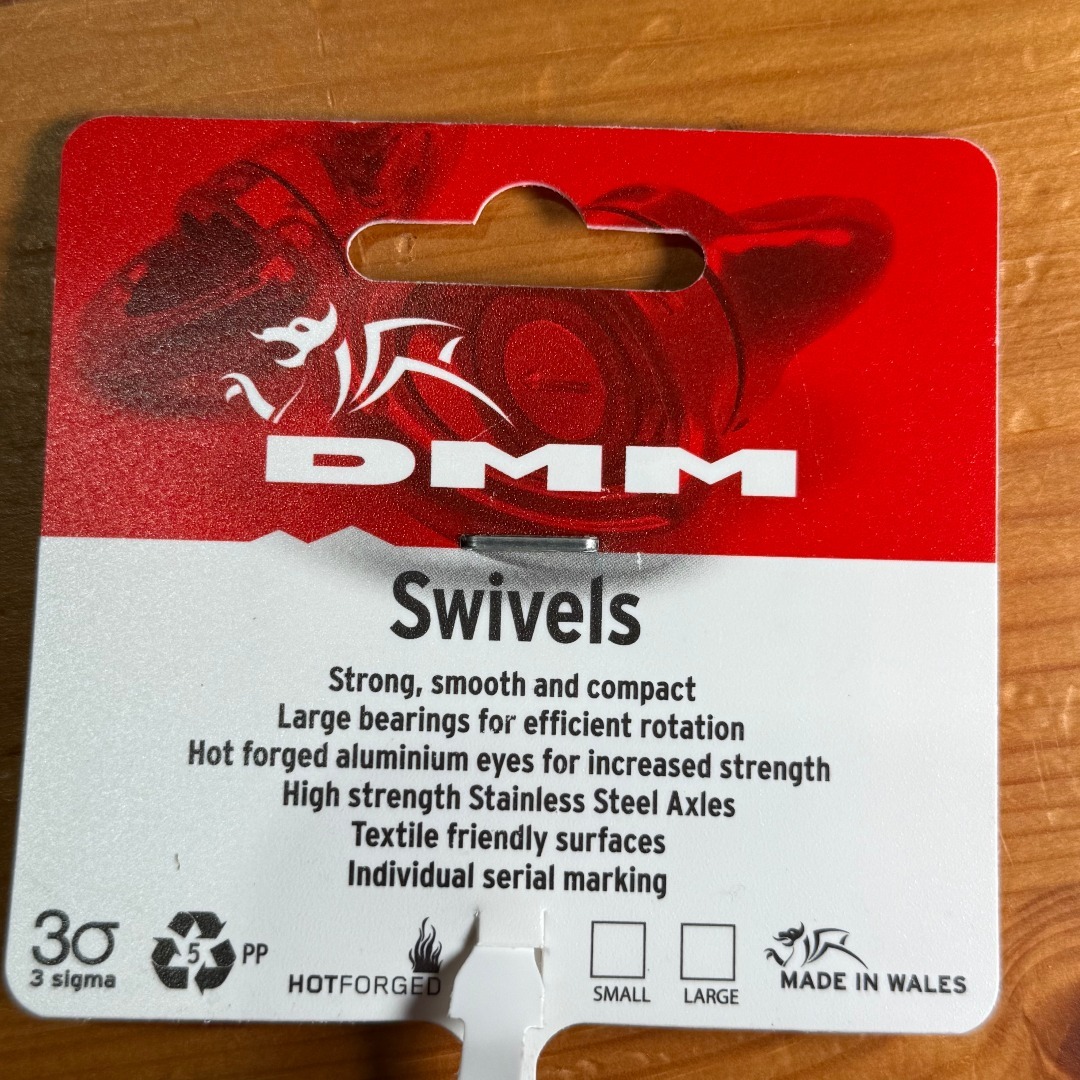 DMM
Swivels
Strong, smooth and compact
Large bearings for efficient rotation
Hot forged aluminium eyes for increased strength
High strength Stainless Steel Axles
Textile friendly surfaces
Individual serial marking
3σ
3 sigma
5 PP
HOTFORGED
SMALL
LARGE
MADE IN WALES